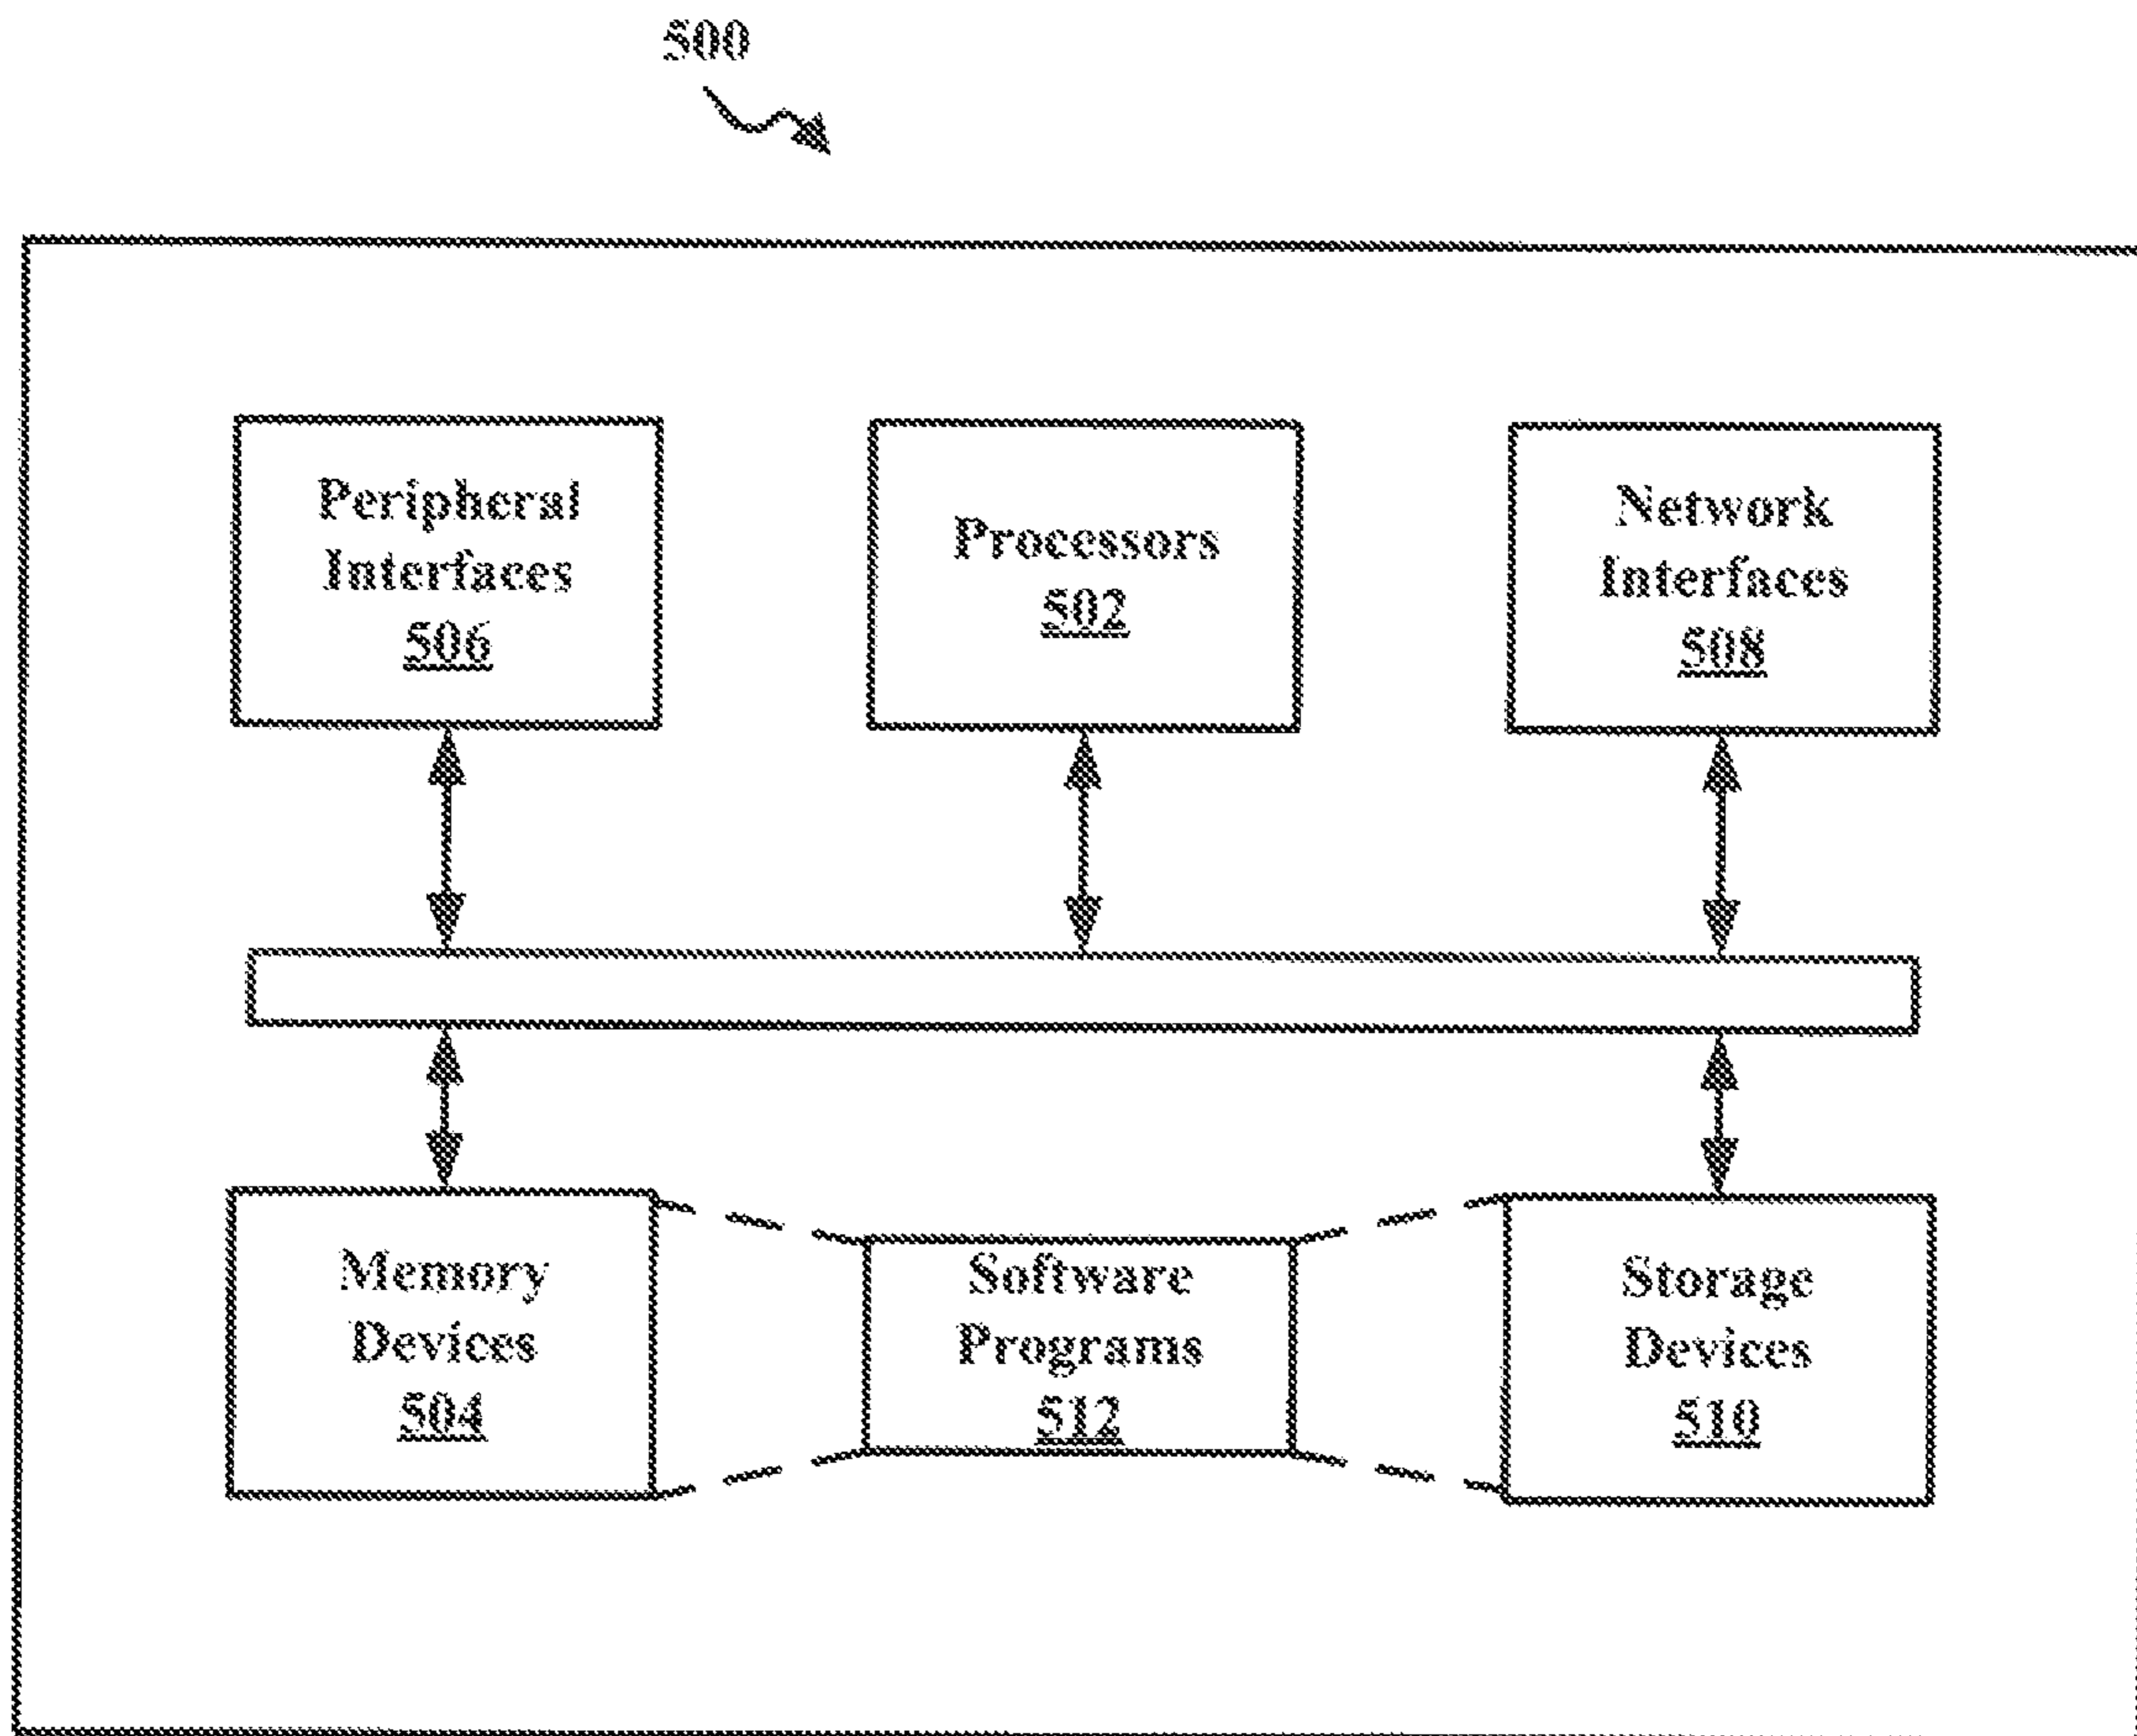 500
Peripheral
Interfaces
506
Processors
502
Network
Interfaces
508
Memory
Devices
504
Software
Programs
512
Storage
Devices
510